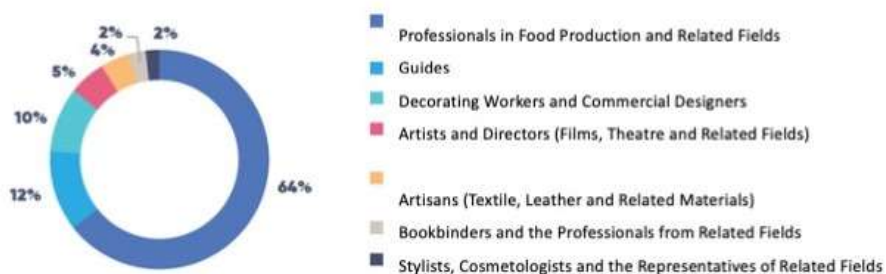 2%
2%
4%
5%
10%
12%
64%
Professionals in Food Production and Related Fields
Guides
Decorating Workers and Commercial Designers
Artists and Directors (Films, Theatre and Related Fields)
Artisans (Textile, Leather and Related Materials)
Bookbinders and the Professionals from Related Fields
Stylists, Cosmetologists and the Representatives of Related Fields